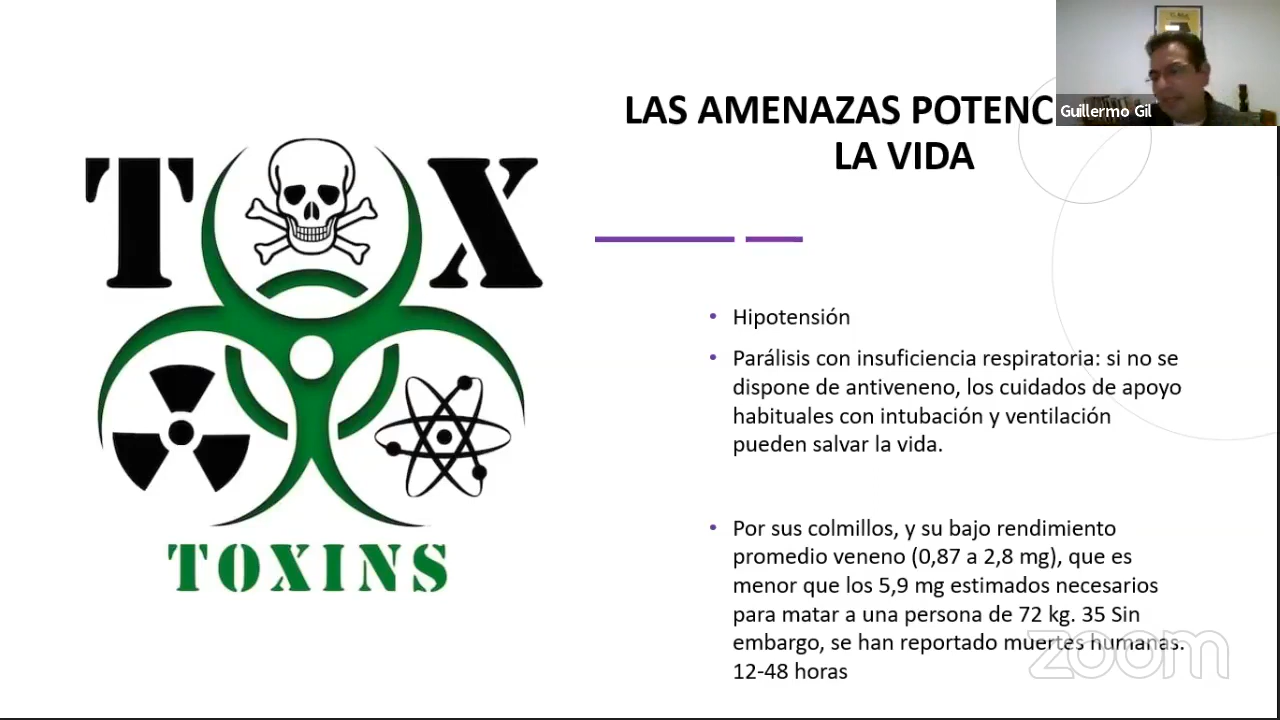 LAS AMENAZAS POTENC
LA VIDA
Guillermo Gil
T X
TOXINS
• Hipotensión
• Parálisis con insuficiencia respiratoria: si no se
dispone de antiveneno, los cuidados de apoyo
habituales con intubación y ventilación
pueden salvar la vida.
• Por sus colmillos, y su bajo rendimiento
promedio veneno (0,87 a 2,8 mg), que es
menor que los 5,9 mg estimados necesarios
para matar a una persona de 72 kg. 35 Sin
embargo, se han reportado muertes humanas.
12-48 horas
zoom